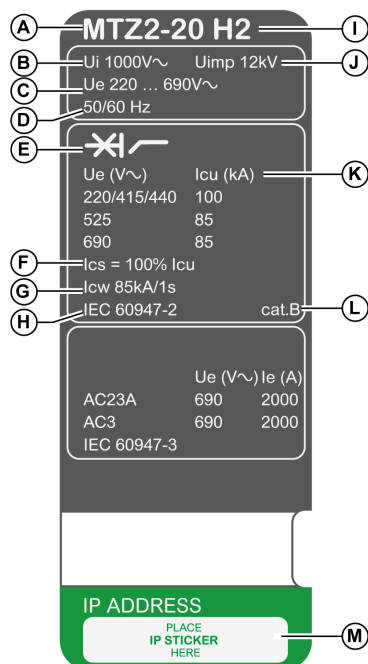 A MTZ2-20 H2 I
B Ui 1000V~ Uimp 12kV J
C Ue 220 ... 690V~
D 50/60 Hz
E
Ue (V~) Icu (kA) K
220/415/440 100
525 85
690 85
F Ics = 100% Icu
G Icw 85kA/1s
H IEC 60947-2 cat.B L
Ue (V~) Ie (A)
AC23A 690 2000
AC3 690 2000
IEC 60947-3
IP ADDRESS
PLACE
IP STICKER M
HERE